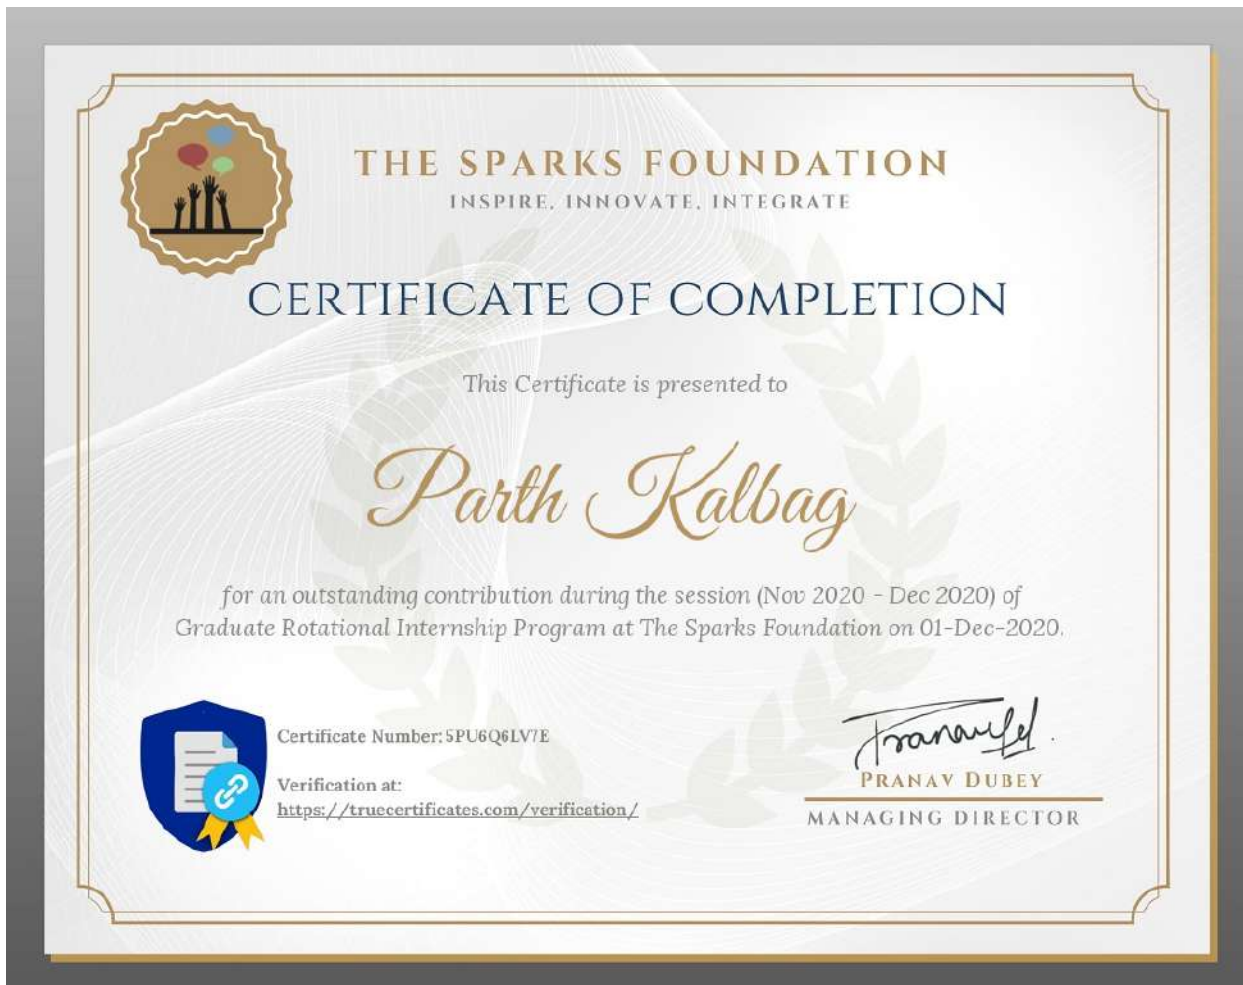 THE SPARKS FOUNDATION
INSPIRE, INNOVATE, INTEGRATE
CERTIFICATE OF COMPLETION
This Certificate is presented to
Parth Kalbag
for an outstanding contribution during the session (Nov 2020 - Dec 2020) of
Graduate Rotational Internship Program at The Sparks Foundation on 01-Dec-2020.
Certificate Number: 5PU6Q6LV7E
Verification at:
https://truecertificates.com/verification/
PRANAV DUBEY
MANAGING DIRECTOR